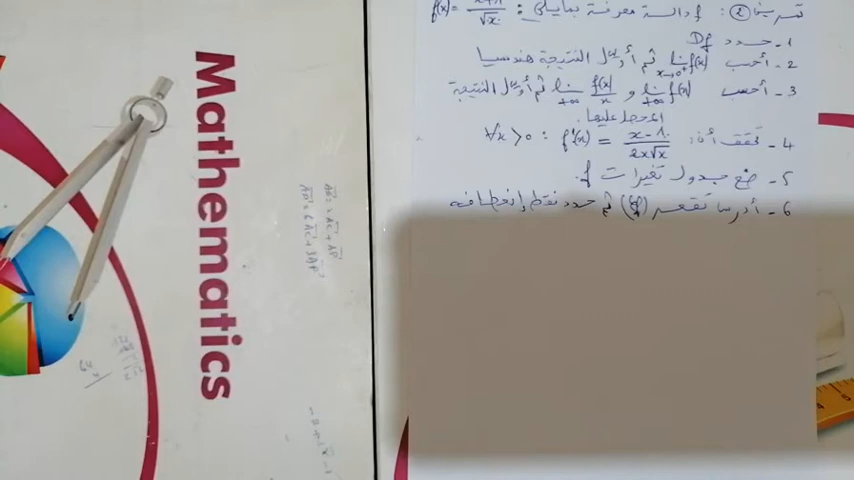 تمرين ②: f دالة معرفة بمايلي: f(x) = x+1/√x
1- حدد Df
2- أحسب lim f(x) x→0⁺ ثم أول النتيجة هندسيا
3- أحسب lim f(x) +∞ و lim f(x)/x +∞ ثم أول النتيجة
المحصل عليها.
4- تحقق أن: f'(x) = x-1/2x√x : ∀x>0
5- ضع جدول تغيرات f.
6- أدرس تقعر (Cf) ثم حدد نقط إنعطافه
Mathematics